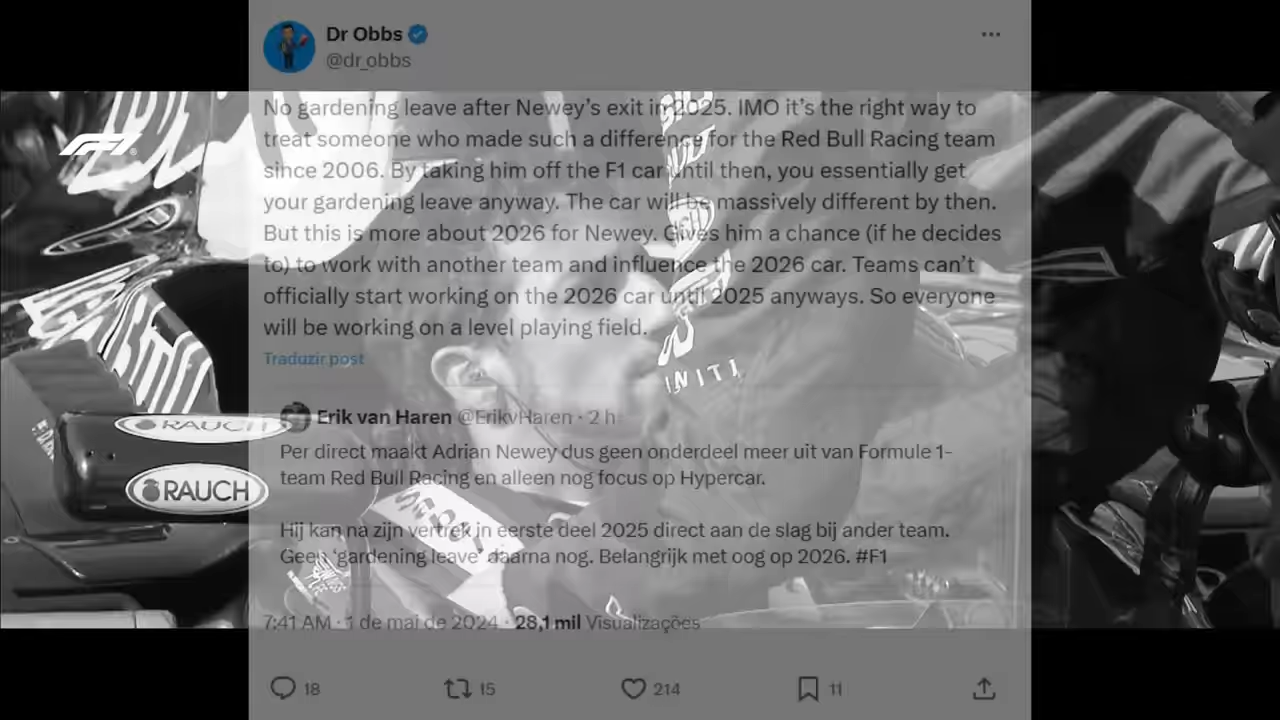 Dr Obbs
@dr_obbs
No gardening leave after Newey's exit in 2025. IMO it's the right way to
treat someone who made such a difference for the Red Bull Racing team
since 2006. By taking him off the F1 car until then, you essentially get
your gardening leave anyway. The car will be massively different by then.
But this is more about 2026 for Newey. Gives him a chance (if he decides
to) to work with another team and influence the 2026 car. Teams can't
officially start working on the 2026 car until 2025 anyways. So everyone
will be working on a level playing field.
Traduzir post
Erik van Haren @ErikvHaren · 2 h
Per direct maakt Adrian Newey dus geen onderdeel meer uit van Formule 1-
team Red Bull Racing en alleen nog focus op Hypercar.
Hij kan na zijn vertrek in eerste deel 2025 direct aan de slag bij ander team.
Geen 'gardening leave' daarna nog. Belangrijk met oog op 2026. #F1
7:41 AM · 1 de mai de 2024 · 28,1 mil Visualizações
18 15 214 11
F1
RAUCH
RAUCH
INITI